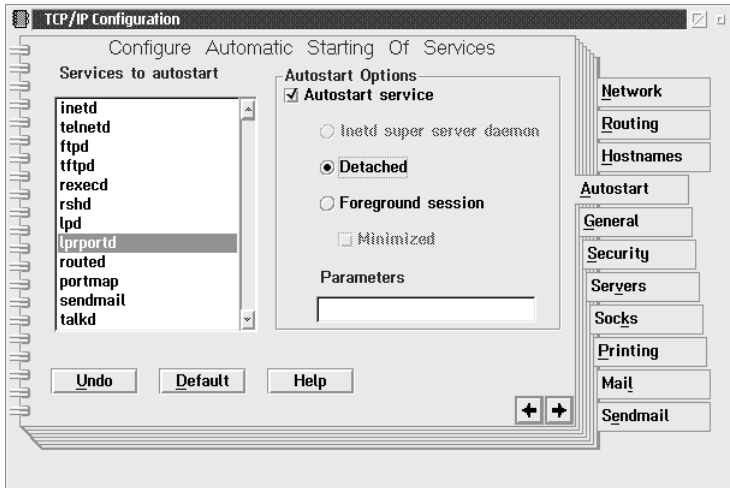 TCP/IP Configuration
Configure Automatic Starting Of Services
Services to autostart
inetd
telnetd
ftpd
tftpd
rexecd
rshd
lpd
lprportd
routed
portmap
sendmail
talkd
Autostart Options
Autostart service
Inetd super server daemon
Detached
Foreground session
Minimized
Parameters
Undo
Default
Help
Network
Routing
Hostnames
Autostart
General
Security
Servers
Socks
Printing
Mail
Sendmail